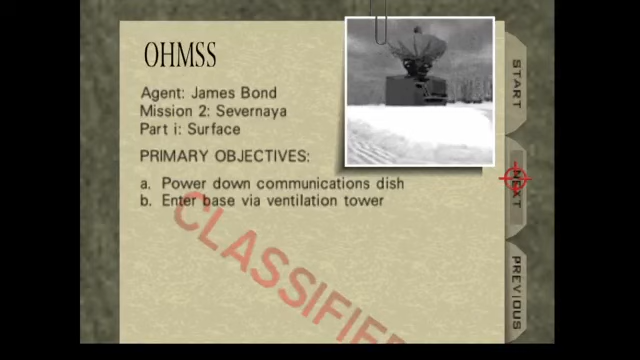 OHMSS
Agent: James Bond
Mission 2: Severnaya
Part i: Surface
PRIMARY OBJECTIVES:
a. Power down communications dish
b. Enter base via ventilation tower
CLASSIFIED
START
NEXT
PREVIOUS